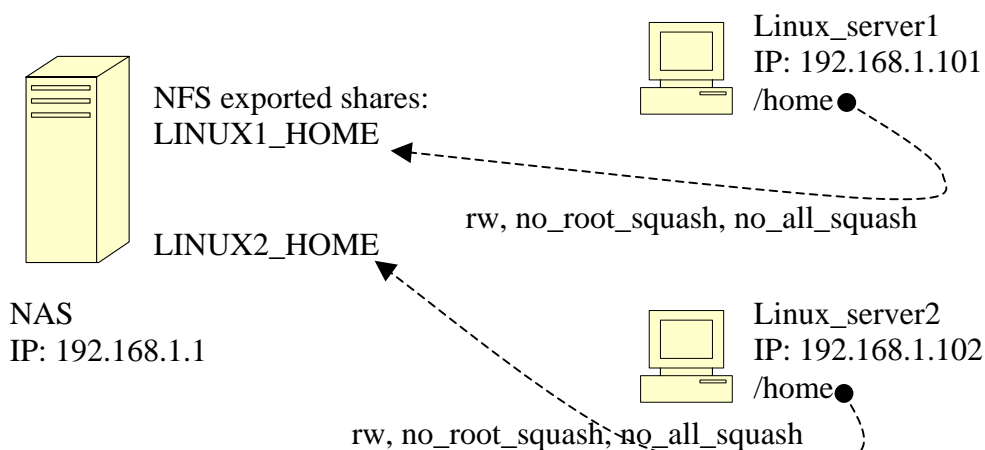 NFS exported shares:
LINUX1_HOME
LINUX2_HOME
NAS
IP: 192.168.1.1
Linux_server1
IP: 192.168.1.101
/home
rw, no_root_squash, no_all_squash
Linux_server2
IP: 192.168.1.102
/home
rw, no_root_squash, no_all_squash